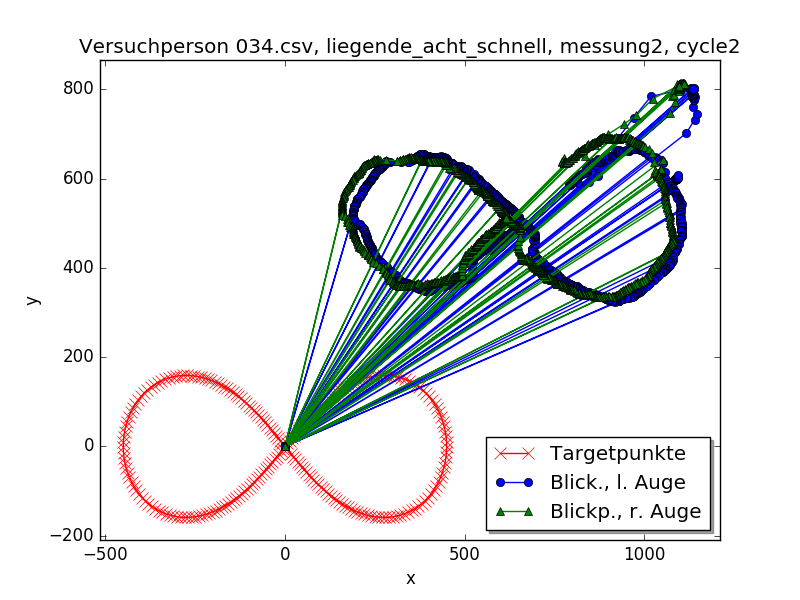 Versuchperson 034.csv, liegende_acht_schnell, messung2, cycle2
800
600
400
200
0
−200
−500
0
500
1000
y
x
Targetpunkte
Blick., l. Auge
Blickp., r. Auge